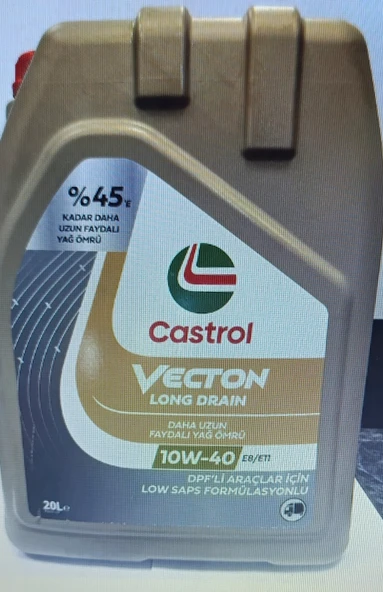 %45'E
KADAR DAHA
UZUN FAYDALI
YAĞ ÖMRÜ
Castrol
VECTON
LONG DRAIN
DAHA UZUN
FAYDALI YAĞ ÖMRÜ
10W-40 E8/E11
DPF'Lİ ARAÇLAR İÇİN
LOW SAPS FORMÜLASYONLU
20L